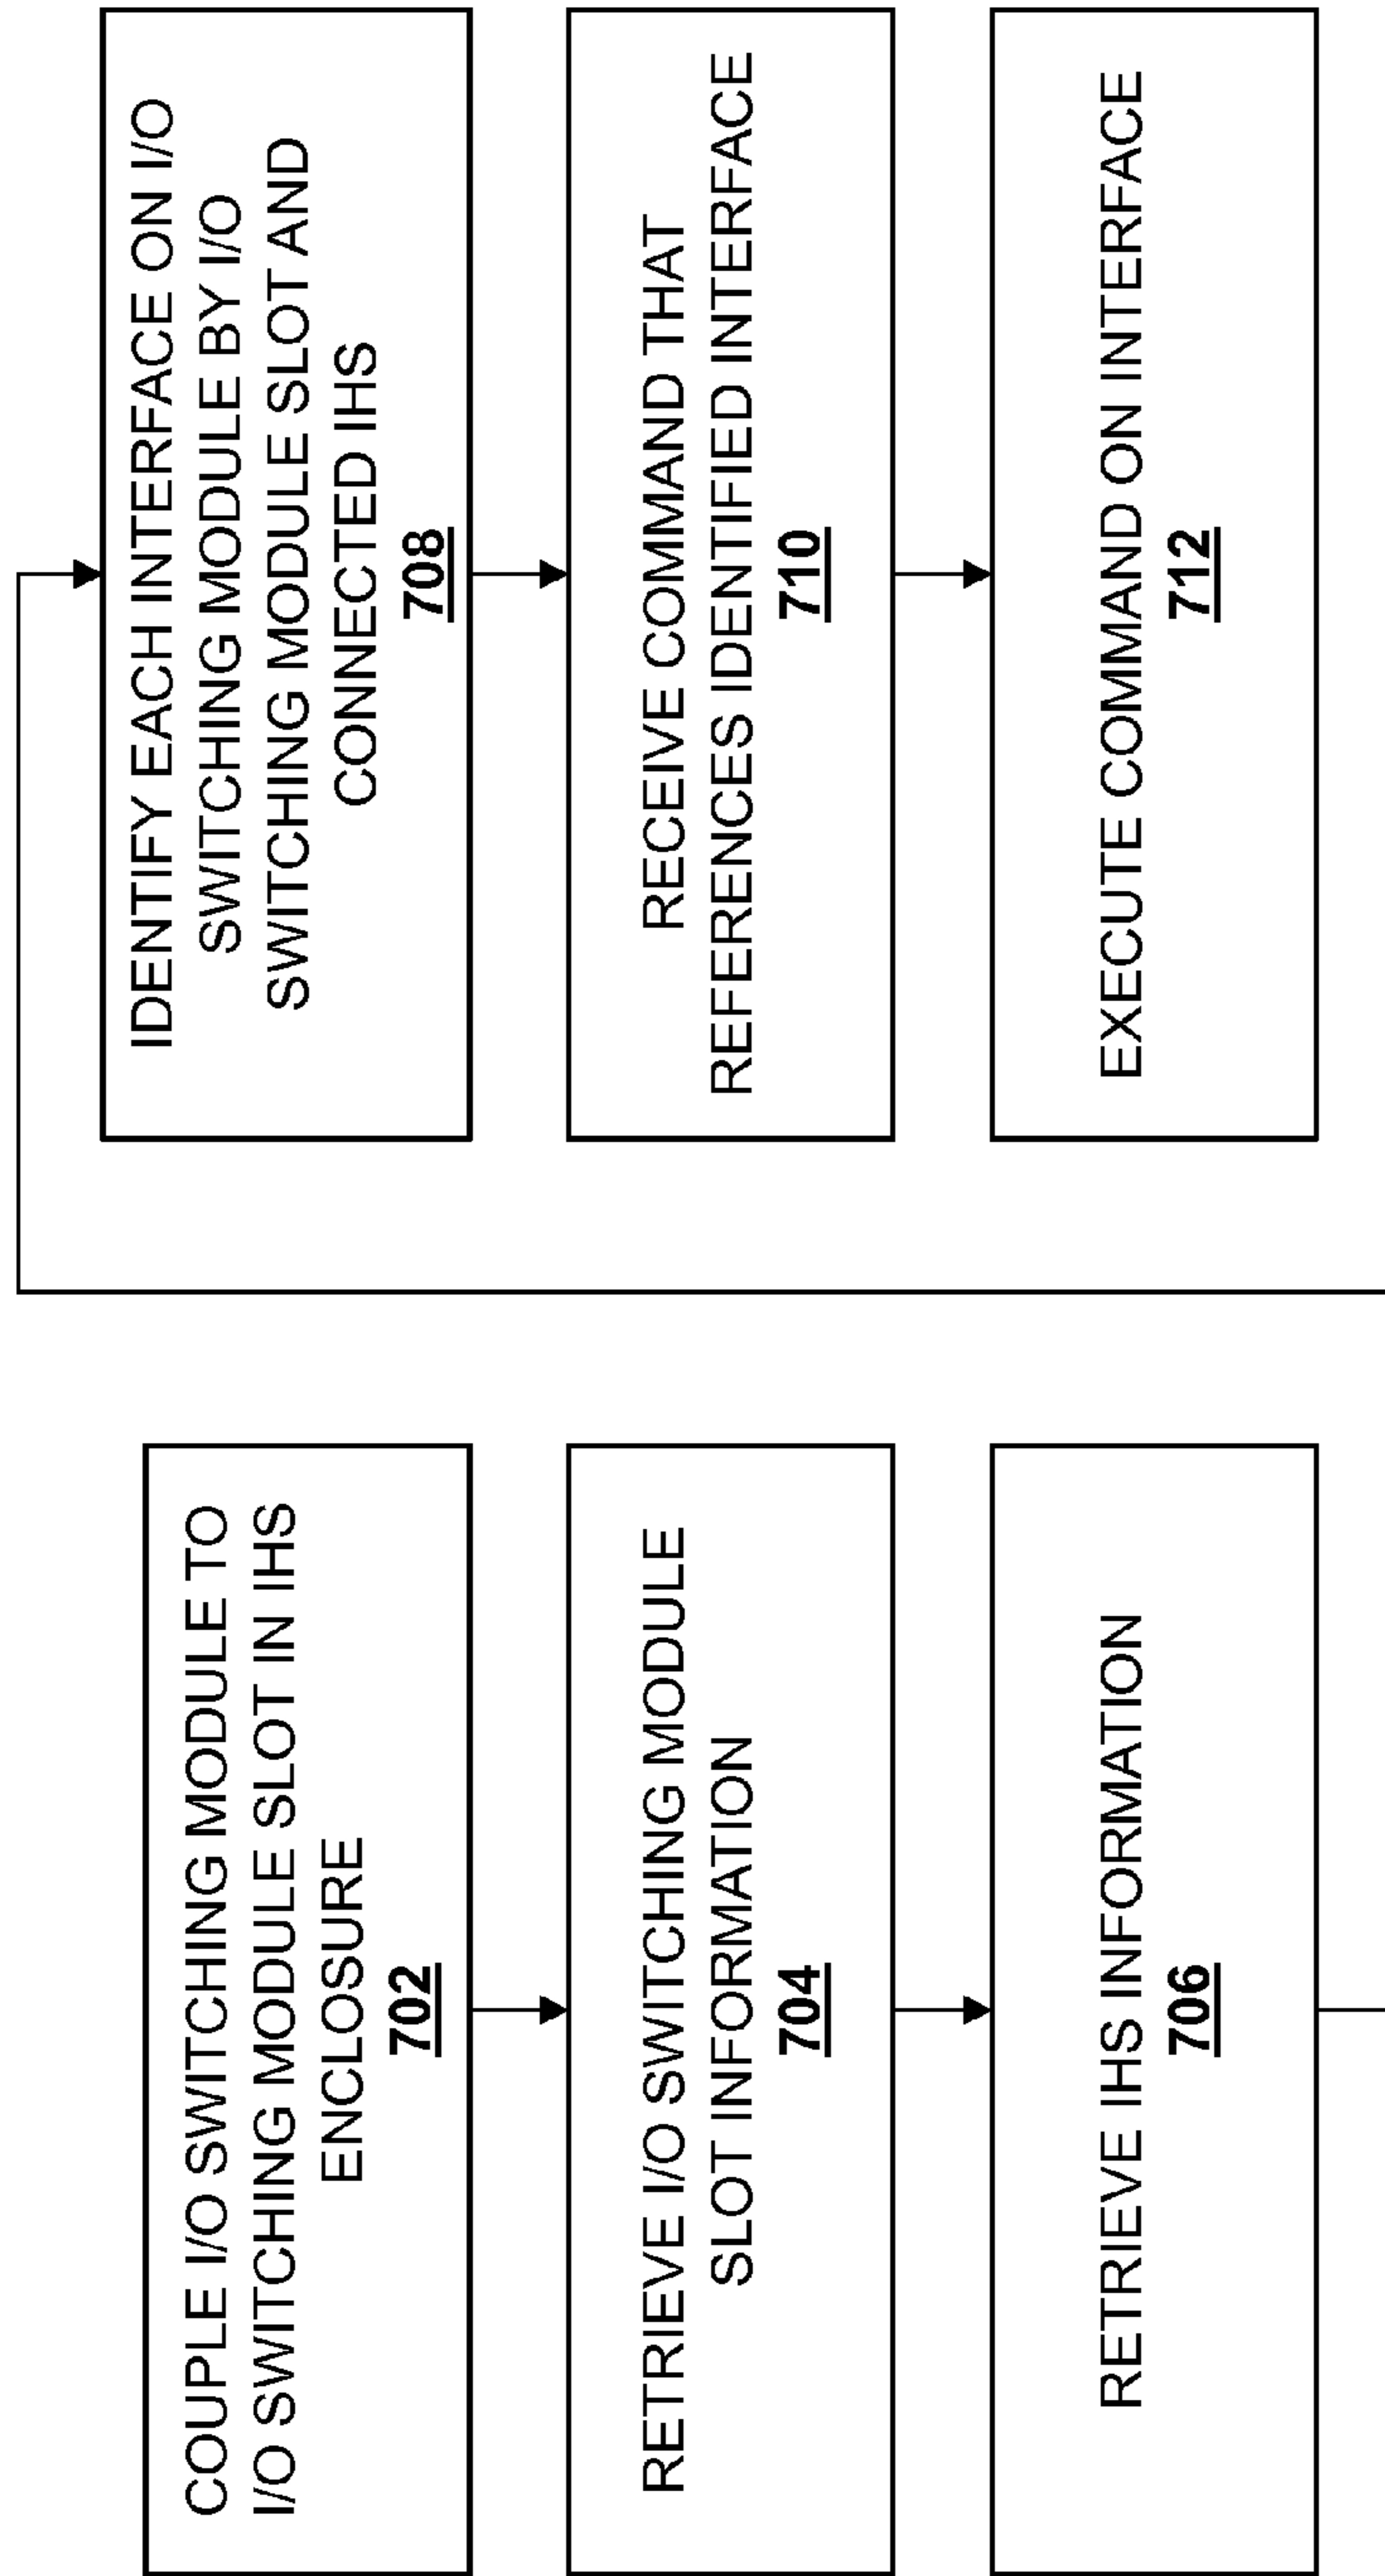 COUPLE I/O SWITCHING MODULE TO
I/O SWITCHING MODULE SLOT IN IHS
ENCLOSURE
702
RETRIEVE I/O SWITCHING MODULE
SLOT INFORMATION
704
RETRIEVE IHS INFORMATION
706
IDENTIFY EACH INTERFACE ON I/O
SWITCHING MODULE BY I/O
SWITCHING MODULE SLOT AND
CONNECTED IHS
708
RECEIVE COMMAND THAT
REFERENCES IDENTIFIED INTERFACE
710
EXECUTE COMMAND ON INTERFACE
712